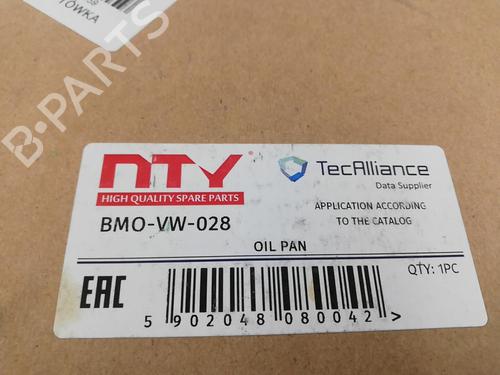 TÓWKA
B-PARTS
NTY
HIGH QUALITY SPARE PARTS
TecAlliance
Data Supplier
BMO-VW-028
APPLICATION ACCORDING
TO THE CATALOG
OIL PAN
EAC
QTY: 1PC
5 902048 080042 >